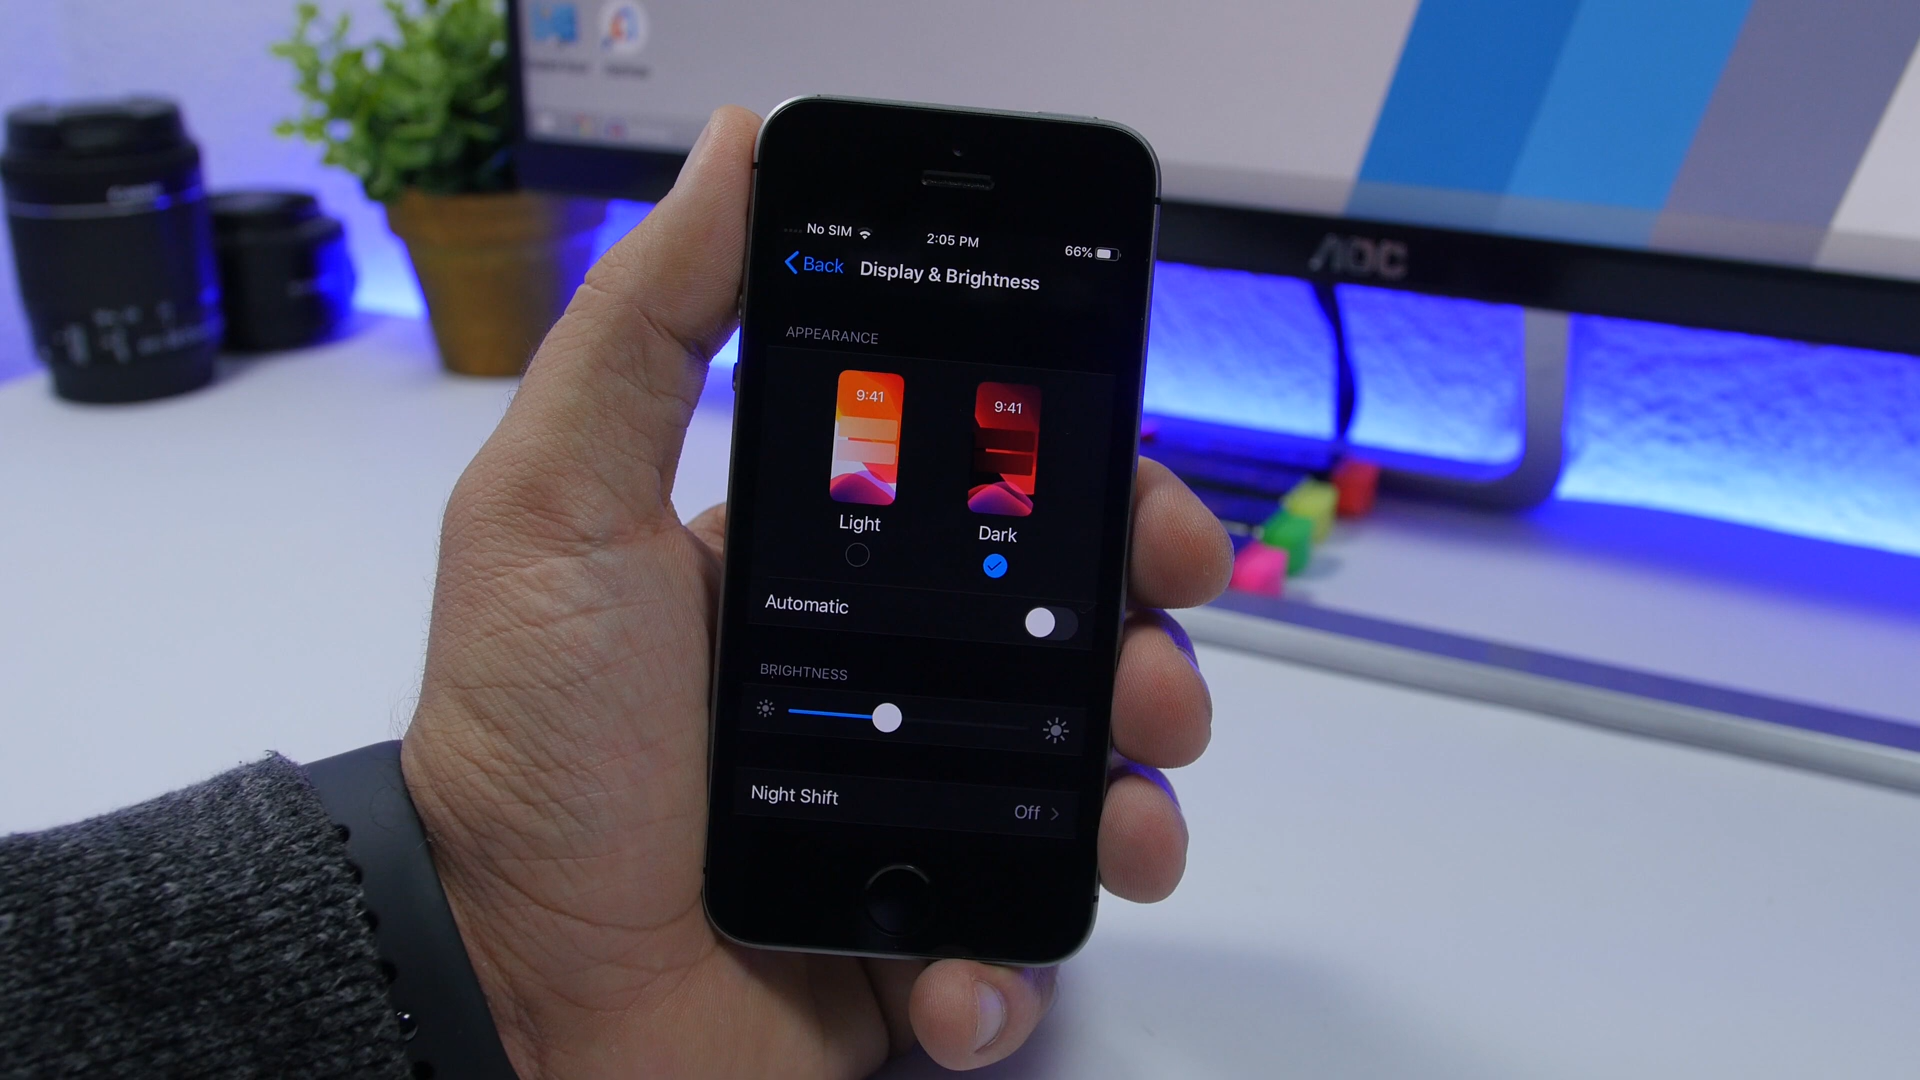 Canon
AOC
No SIM 2:05 PM 66%
Back Display & Brightness
APPEARANCE
9:41 9:41
Light Dark
Automatic
BRIGHTNESS
Night Shift Off